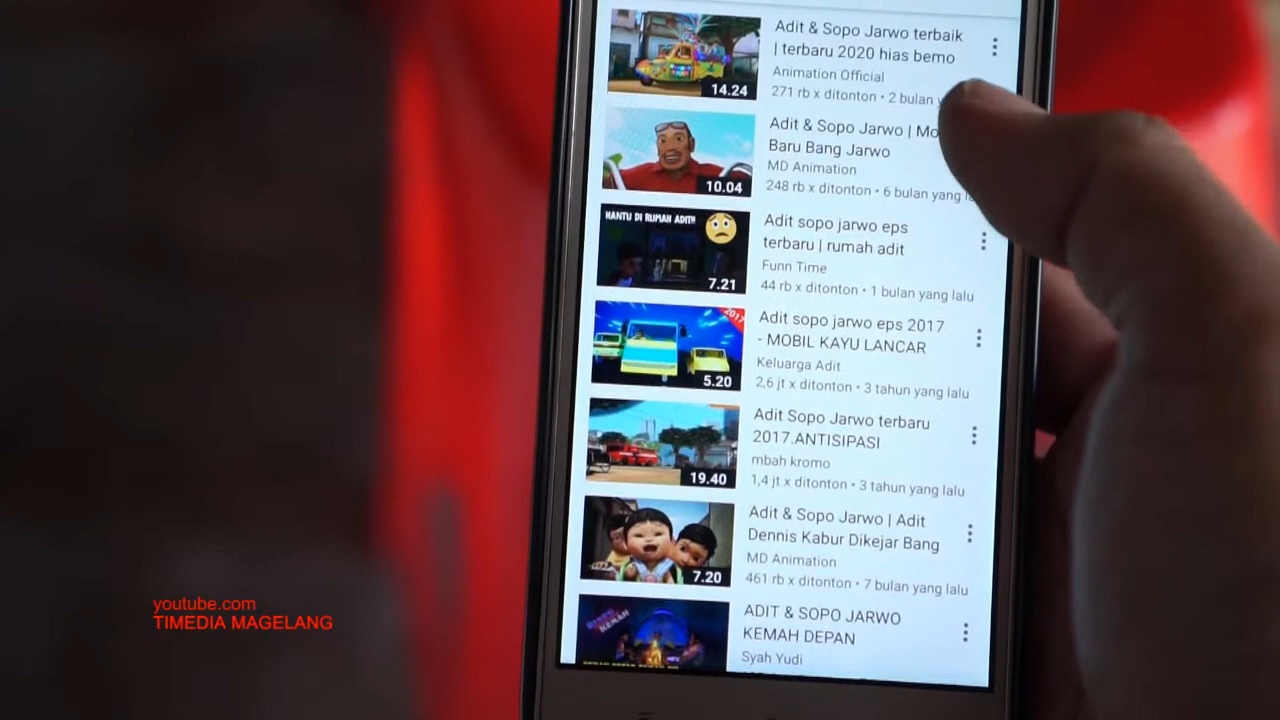 Adit & Sopo Jarwo terbaik
| terbaru 2020 hias bemo
Animation Official
271 rb x ditonton • 2 bulan
14.24
Adit & Sopo Jarwo |
Baru Bang Jarwo
MD Animation
248 rb x ditonton • 6 bulan yang
10.04
HANTU DI RUMAH ADIT!!
Adit sopo jarwo eps
terbaru | rumah adit
Funn Time
44 rb x ditonton • 1 bulan yang lalu
7.21
2017
Adit sopo jarwo eps 2017
- MOBIL KAYU LANCAR
Keluarga Adit
2,6 jt x ditonton • 3 tahun yang lalu
5.20
Adit Sopo Jarwo terbaru
2017.ANTISIPASI
mbah kromo
1,4 jt x ditonton • 3 tahun yang lalu
19.40
Adit & Sopo Jarwo | Adit
Dennis Kabur Dikejar Bang
MD Animation
461 rb x ditonton • 7 bulan yang lalu
7.20
KEMAH
ADIT & SOPO JARWO
KEMAH DEPAN
Syah Yudi
youtube.com
TIMEDIA MAGELANG